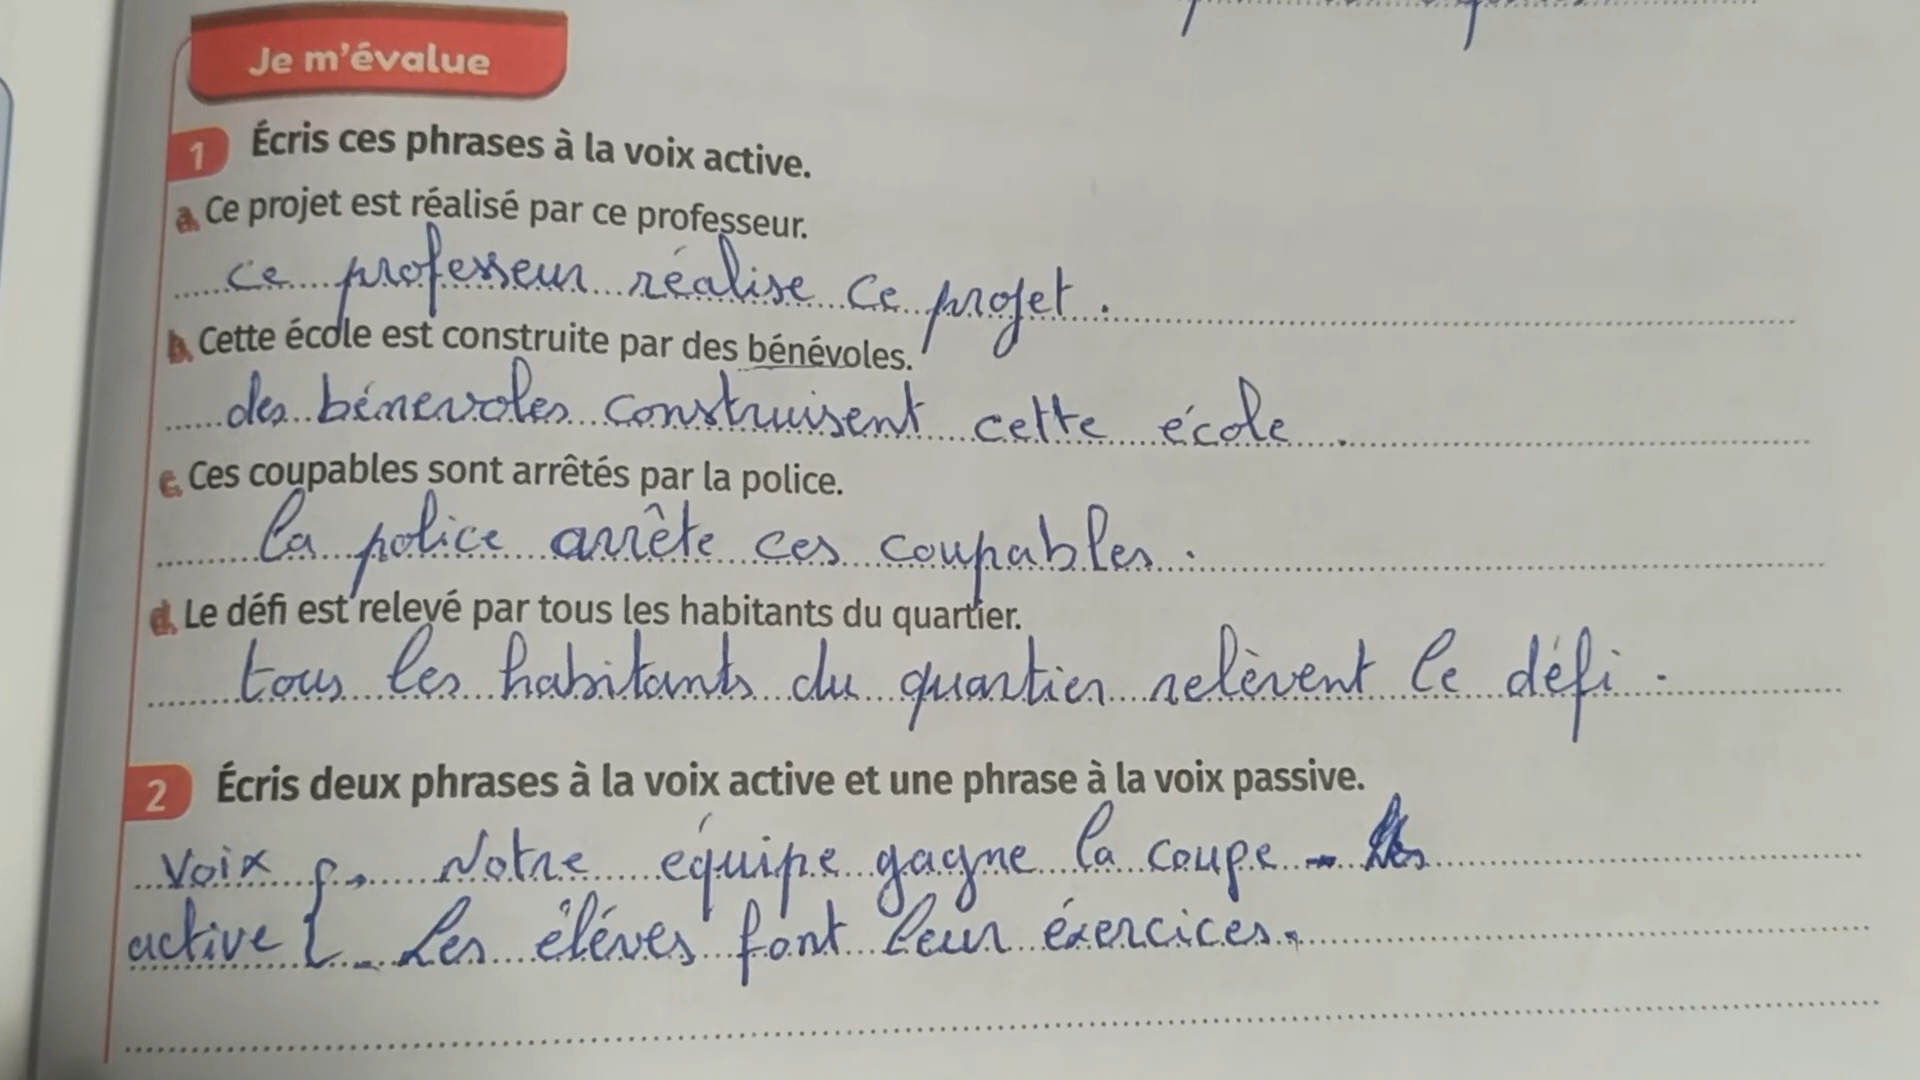 Je m'évalue
1 Écris ces phrases à la voix active.
a. Ce projet est réalisé par ce professeur.
ce professeur réalise ce projet.
b. Cette école est construite par des bénévoles.
des bénevoles construisent cette école.
c. Ces coupables sont arrêtés par la police.
la police arrête ces coupables.
d. Le défi est relevé par tous les habitants du quartier.
tous les habitants du quartier relèvent le défi.
2 Écris deux phrases à la voix active et une phrase à la voix passive.
Voix { - Notre équipe gagne la coupe -
active { - Les éléves font leur éxercices.